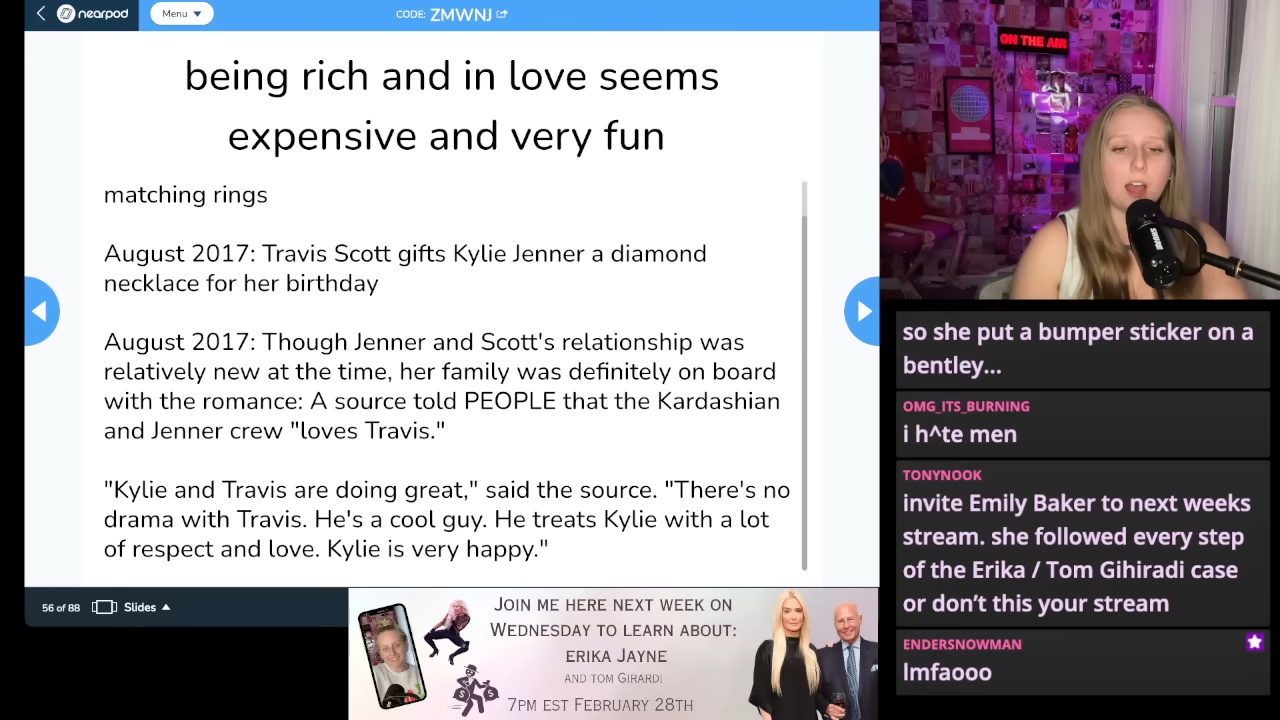 nearpod
Menu
CODE: ZMWNJ
being rich and in love seems
expensive and very fun
matching rings
August 2017: Travis Scott gifts Kylie Jenner a diamond
necklace for her birthday
August 2017: Though Jenner and Scott's relationship was
relatively new at the time, her family was definitely on board
with the romance: A source told PEOPLE that the Kardashian
and Jenner crew "loves Travis."
"Kylie and Travis are doing great," said the source. "There's no
drama with Travis. He's a cool guy. He treats Kylie with a lot
of respect and love. Kylie is very happy."
56 of 88
Slides
JOIN ME HERE NEXT WEEK ON
WEDNESDAY TO LEARN ABOUT:
ERIKA JAYNE
AND TOM GIRARDI
7PM EST FEBRUARY 28TH
ON THE AIR
SHURE
so she put a bumper sticker on a
bentley...
OMG_ITS_BURNING
i h^te men
TONYNOOK
invite Emily Baker to next weeks
stream. she followed every step
of the Erika / Tom Gihiradi case
or don’t this your stream
ENDERSNOWMAN
lmfaooo